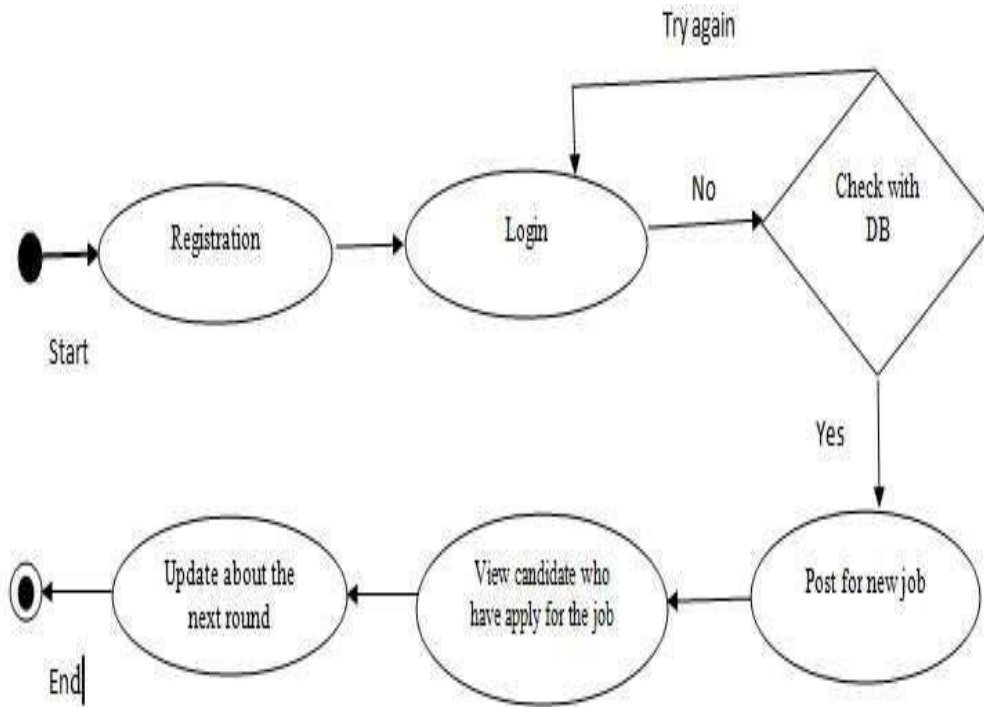 Try again
Registration
Login
No
Check with
DB
Start
Yes
Update about the
next round
View candidate who
have apply for the job
Post for new job
End